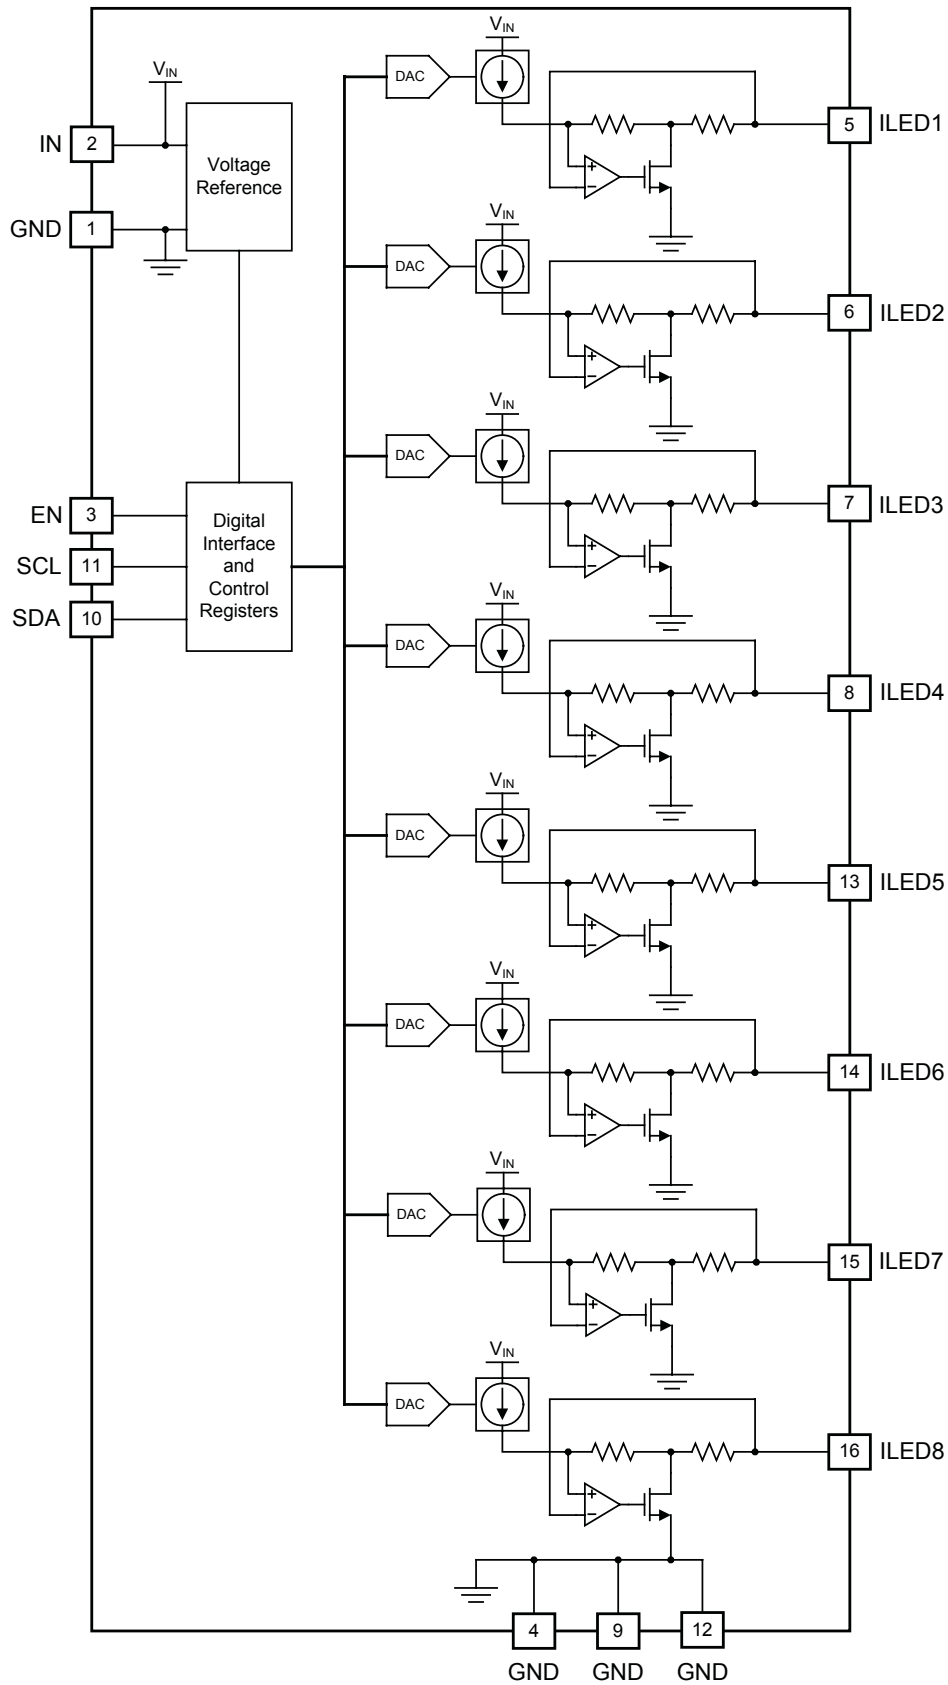 VIN
IN
2
Voltage
Reference
GND
1
EN
3
SCL
11
SDA
10
Digital
Interface
and
Control
Registers
VIN
DAC
+
−
5
ILED1
VIN
DAC
+
−
6
ILED2
VIN
DAC
+
−
7
ILED3
VIN
DAC
+
−
8
ILED4
VIN
DAC
+
−
13
ILED5
VIN
DAC
+
−
14
ILED6
VIN
DAC
+
−
15
ILED7
VIN
DAC
+
−
16
ILED8
4
9
12
GND
GND
GND